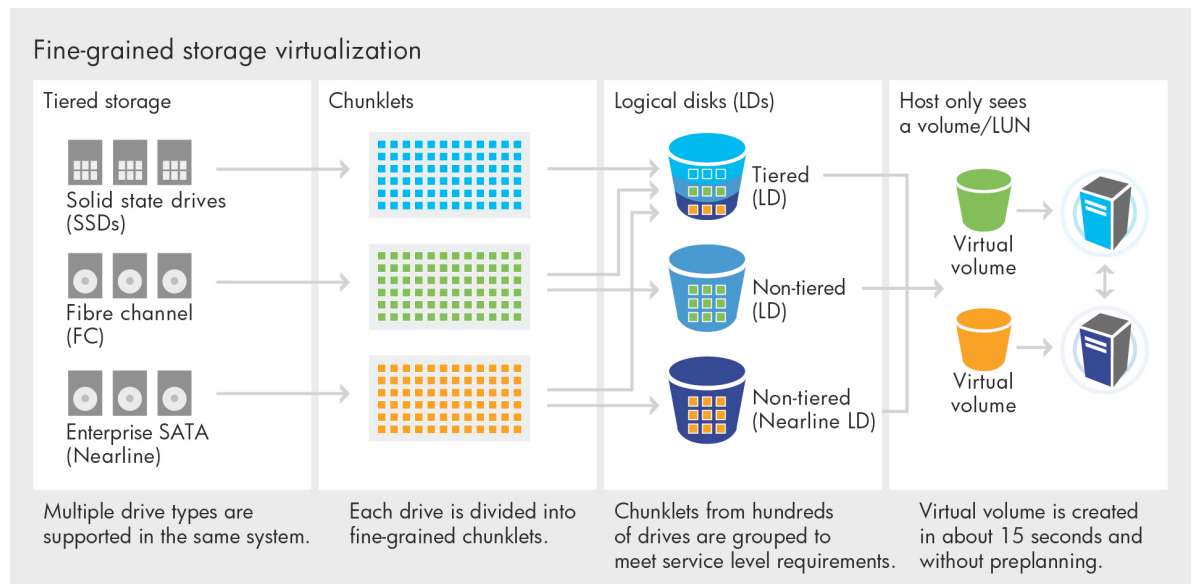 Fine-grained storage virtualization
Tiered storage
Solid state drives
(SSDs)
Fibre channel
(FC)
Enterprise SATA
(Nearline)
Multiple drive types are
supported in the same system.
Chunklets
Each drive is divided into
fine-grained chunklets.
Logical disks (LDs)
Tiered
(LD)
Non-tiered
(LD)
Non-tiered
(Nearline LD)
Chunklets from hundreds
of drives are grouped to
meet service level requirements.
Host only sees
a volume/LUN
Virtual
volume
Virtual
volume
Virtual volume is created
in about 15 seconds and
without preplanning.